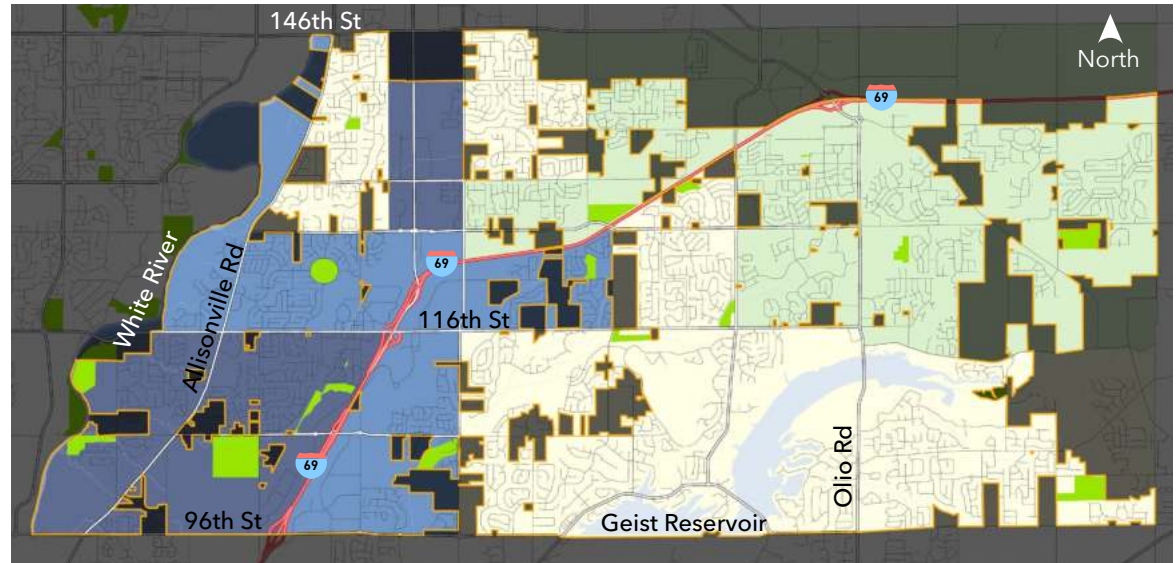 146th St
North
69
69
White River
Allisonville Rd
116th St
69
Olio Rd
96th St
Geist Reservoir